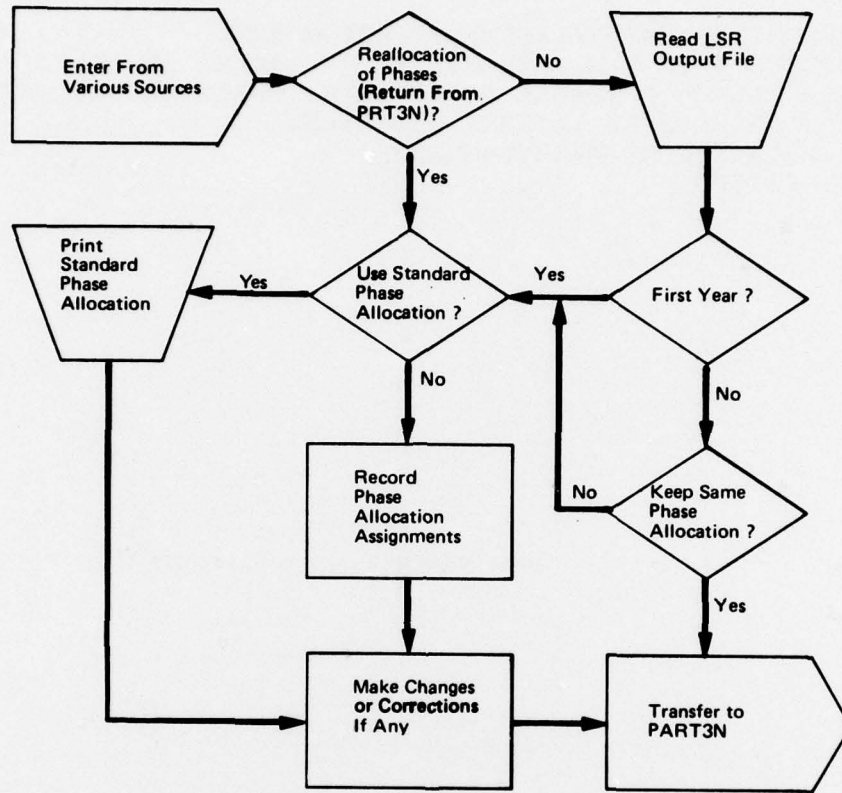 Enter From
Various Sources
Reallocation
of Phases
(Return From
PRT3N)?
No
Read LSR
Output File
Yes
Print
Standard
Phase
Allocation
Yes
Use Standard
Phase
Allocation ?
Yes
First Year ?
No
No
Record
Phase
Allocation
Assignments
No
Keep Same
Phase
Allocation ?
Yes
Make Changes
or Corrections
If Any
Transfer to
PART3N